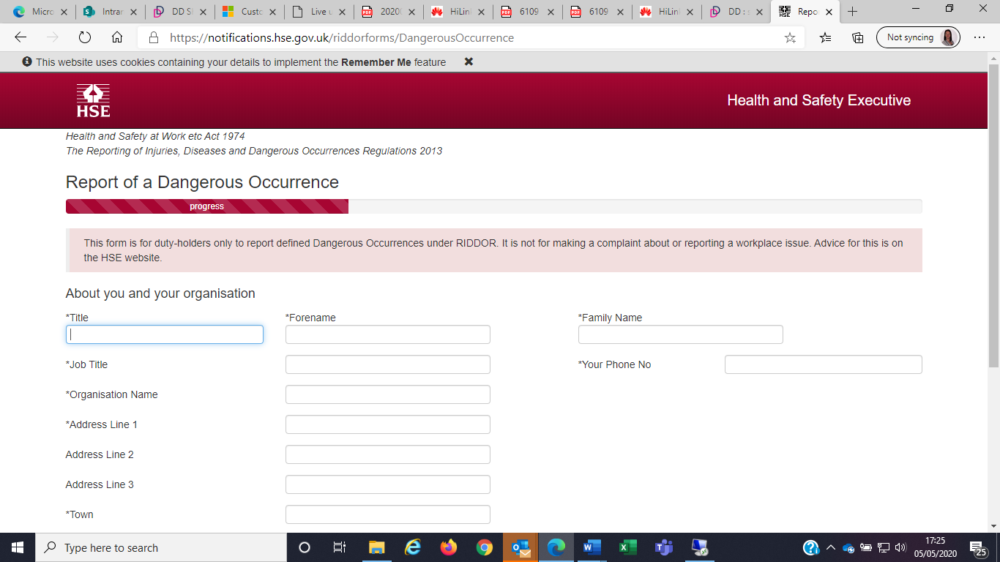 Micro
Intrar
DD Sl
Custo
Live u
2020(
HiLinl
6109
6109
HiLinl
DD : s
Repo
https://notifications.hse.gov.uk/riddorforms/DangerousOccurrence
Not syncing
This website uses cookies containing your details to implement the Remember Me feature
HSE
Health and Safety Executive
Health and Safety at Work etc Act 1974
The Reporting of Injuries, Diseases and Dangerous Occurrences Regulations 2013
Report of a Dangerous Occurrence
progress
This form is for duty-holders only to report defined Dangerous Occurrences under RIDDOR. It is not for making a complaint about or reporting a workplace issue. Advice for this is on
the HSE website.
About you and your organisation
*Title *Forename *Family Name
*Job Title *Your Phone No
*Organisation Name
*Address Line 1
Address Line 2
Address Line 3
*Town
Type here to search
17:25
05/05/2020
25